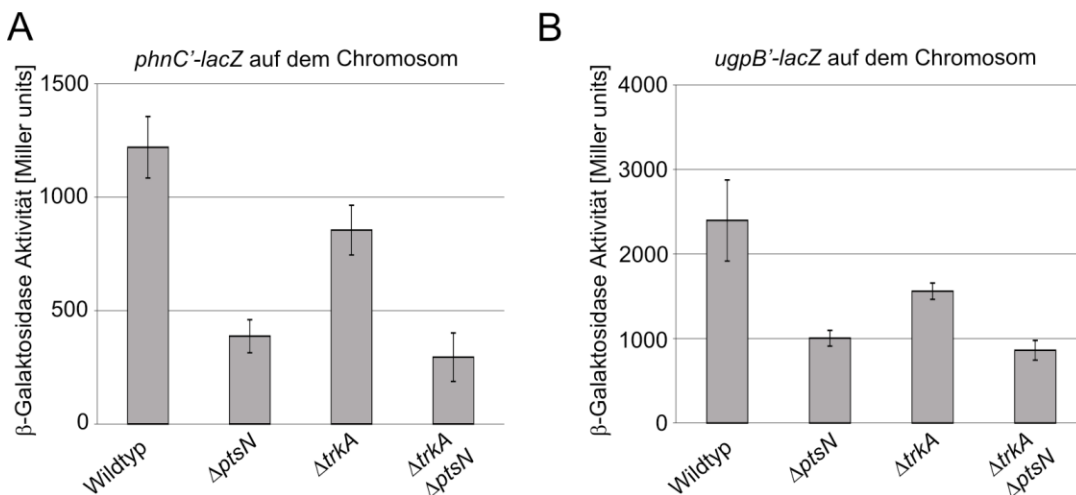 A
phnC'-lacZ auf dem Chromosom
β-Galaktosidase Aktivität [Miller units]
1500
1000
500
0
Wildtyp
ΔptsN
ΔtrkA
ΔtrkA
ΔptsN
B
ugpB'-lacZ auf dem Chromosom
β-Galaktosidase Aktivität [Miller units]
4000
3000
2000
1000
0
Wildtyp
ΔptsN
ΔtrkA
ΔtrkA
ΔptsN